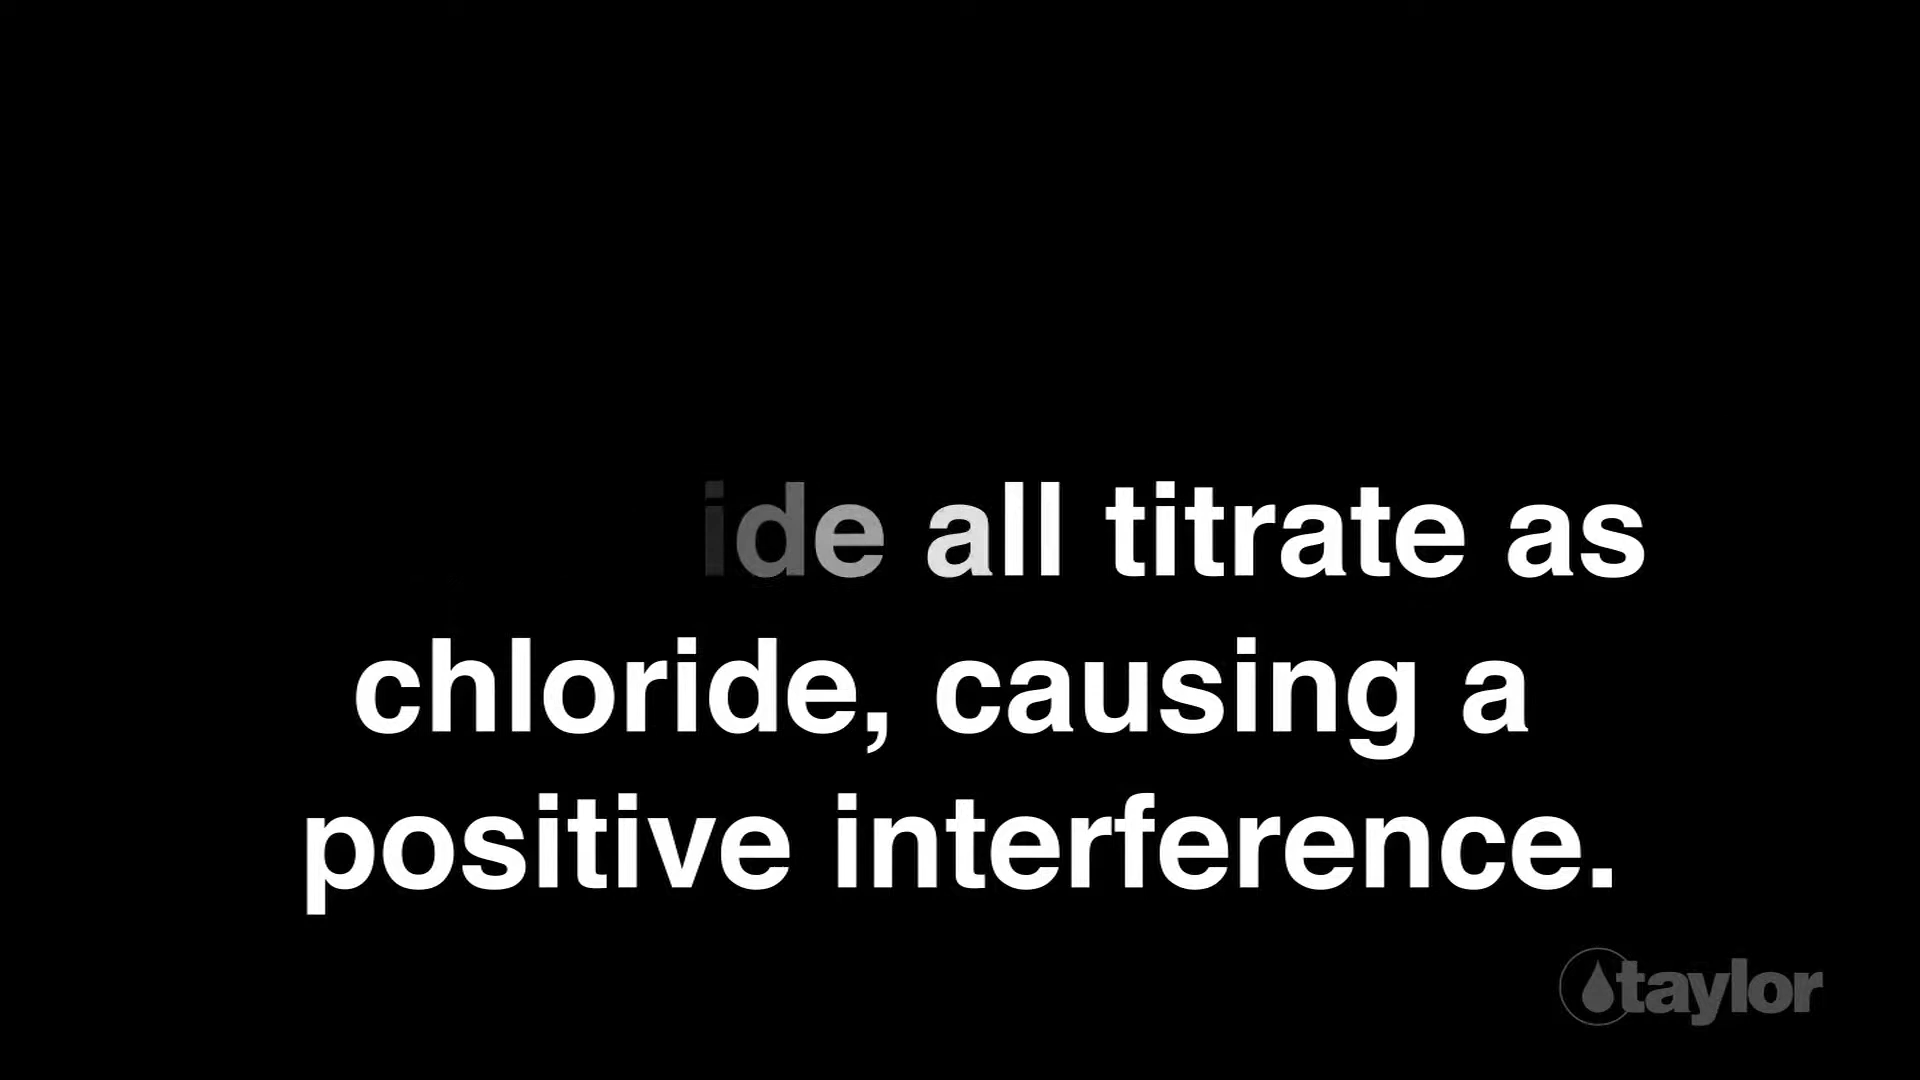 ide all titrate as
chloride, causing a
positive interference.
taylor